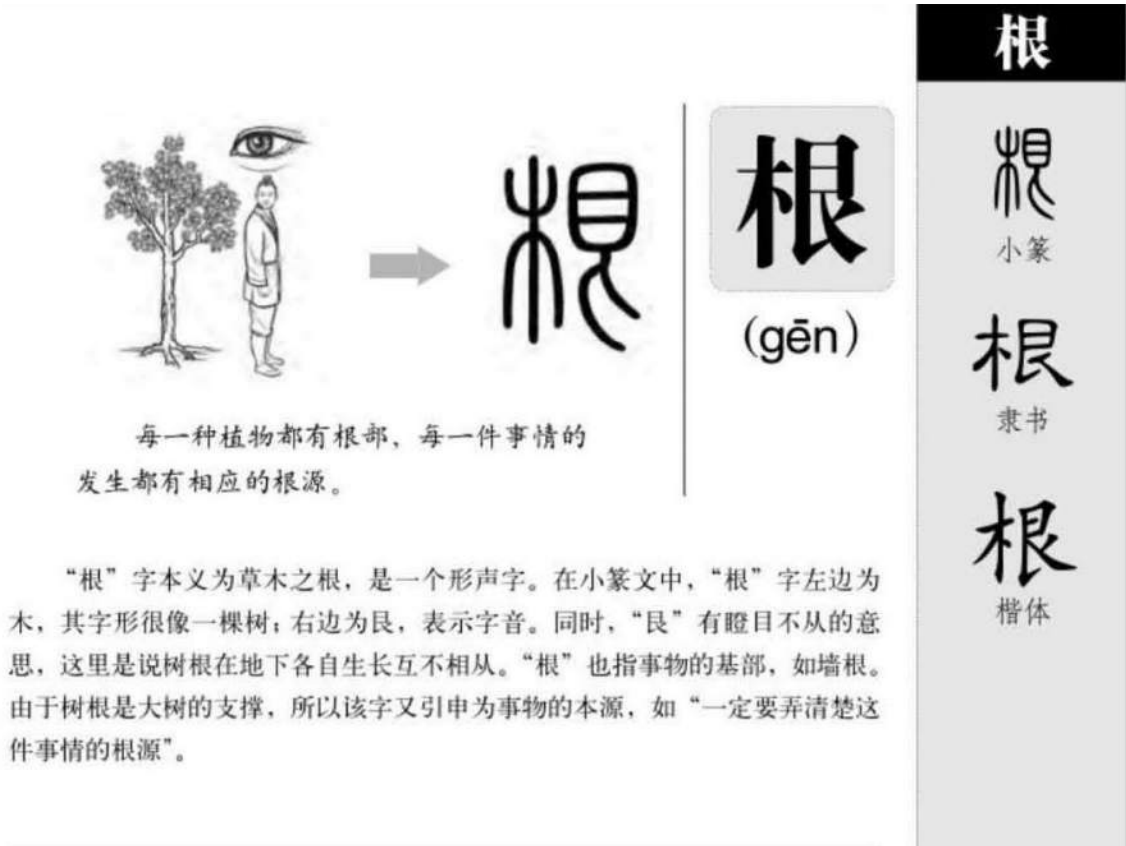 根
根
(gēn)
每一种植物都有根部，每一件事情的
发生都有相应的根源。
“根”字本义为草木之根，是一个形声字。在小篆文中，“根”字左边为
木，其字形很像一棵树；右边为艮，表示字音。同时，“艮”有瞪目不从的意
思，这里是说树根在地下各自生长互不相从。“根”也指事物的基部，如墙根。
由于树根是大树的支撑，所以该字又引申为事物的本源，如“一定要弄清楚这
件事情的根源”。
根
根
小篆
根
隶书
根
楷体